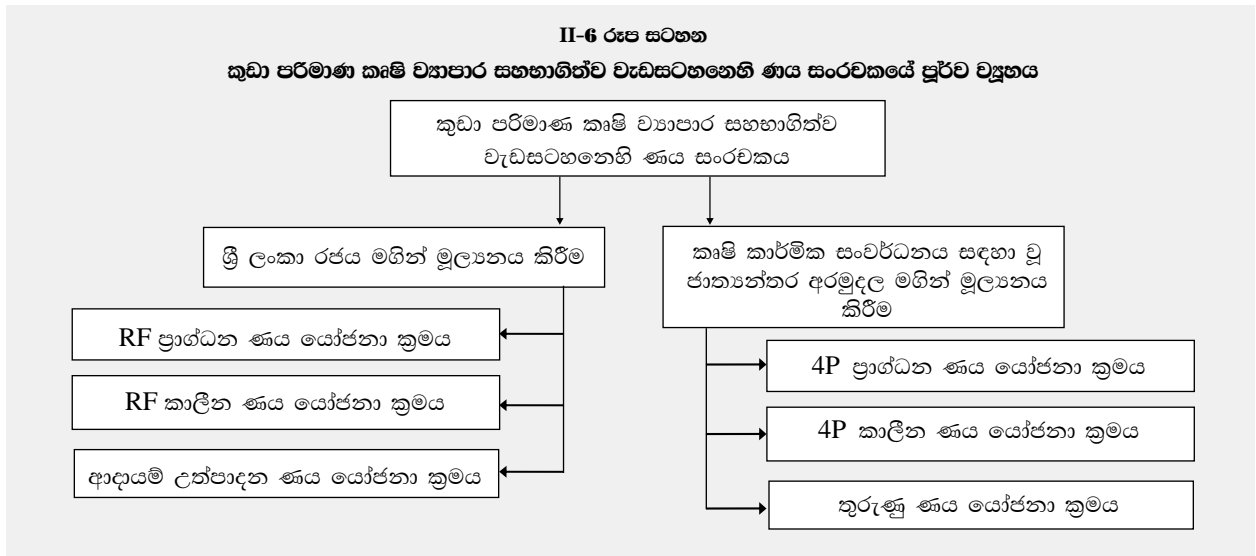 II-6 රූප සටහන
කුඩා පරිමාණ කෘෂි ව්‍යාපාර සහභාගිත්ව වැඩසටහනෙහි ණය සංරචකයේ පූර්ව ව්‍යූහය
කුඩා පරිමාණ කෘෂි ව්‍යාපාර සහභාගිත්ව
වැඩසටහනෙහි ණය සංරචකය
ශ්‍රී ලංකා රජය මගින් මූල්‍යනය කිරීම
RF ප්‍රාග්ධන ණය යෝජනා ක්‍රමය
RF කාලීන ණය යෝජනා ක්‍රමය
ආදායම් උත්පාදන ණය යෝජනා ක්‍රමය
කෘෂි කාර්මික සංවර්ධනය සඳහා වූ
ජාත්‍යන්තර අරමුදල මගින් මූල්‍යනය
කිරීම
4P ප්‍රාග්ධන ණය යෝජනා ක්‍රමය
4P කාලීන ණය යෝජනා ක්‍රමය
තුරුණු ණය යෝජනා ක්‍රමය